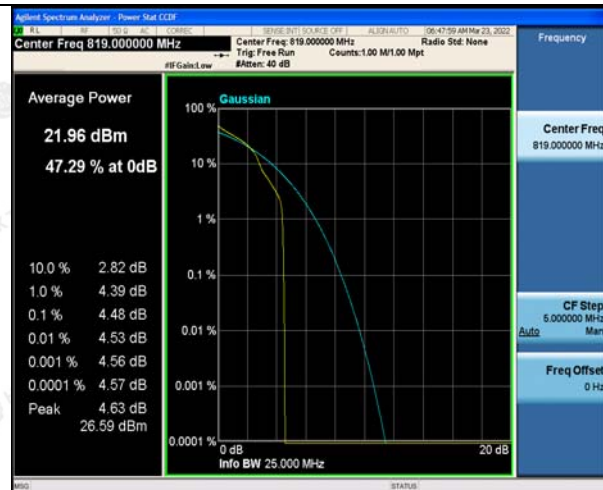 Agilent Spectrum Analyzer - Power Stat CCDF
RL RF 50 Ω AC CORREC SENSE:INT SOURCE OFF ALIGNAUTO 06:47:59 AM Mar 23, 2022
Center Freq 819.000000 MHz
Center Freq: 819.000000 MHz Radio Std: None
Trig: Free Run Counts:1.00 M/1.00 Mpt
#IFGain:Low #Atten: 40 dB
Frequency
Average Power
21.96 dBm
47.29 % at 0dB
10.0 % 2.82 dB
1.0 % 4.39 dB
0.1 % 4.48 dB
0.01 % 4.53 dB
0.001 % 4.56 dB
0.0001 % 4.57 dB
Peak 4.63 dB
26.59 dBm
100 % Gaussian
10 %
1 %
0.1 %
0.01 %
0.001 %
0.0001 %
0 dB 20 dB
Info BW 25.000 MHz
Center Freq
819.000000 MHz
CF Step
5.000000 MHz
Auto Man
Freq Offset
0 Hz
MSG STATUS